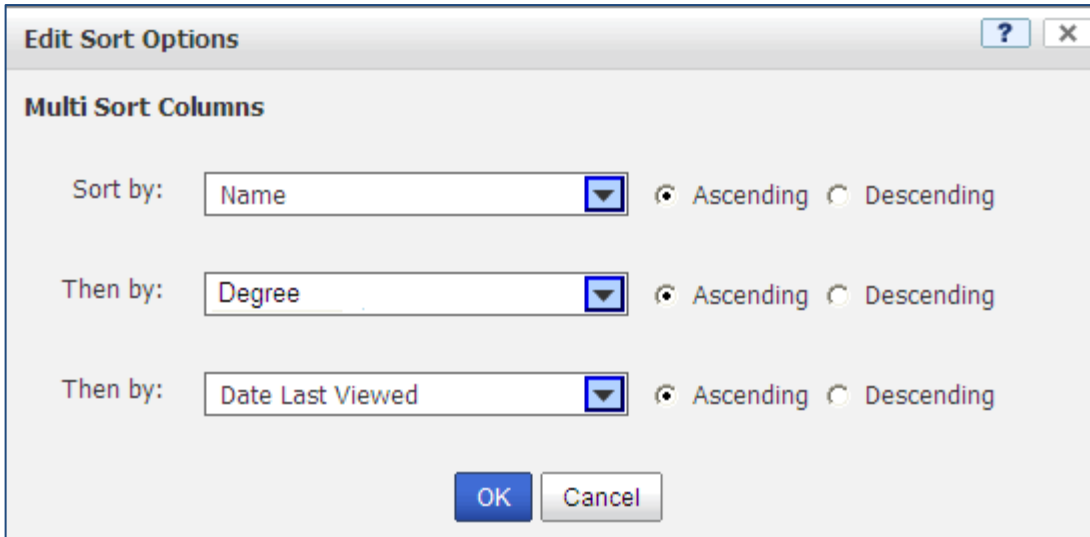 Edit Sort Options ? ×
Multi Sort Columns
Sort by: Name Ascending Descending
Then by: Degree Ascending Descending
Then by: Date Last Viewed Ascending Descending
OK Cancel